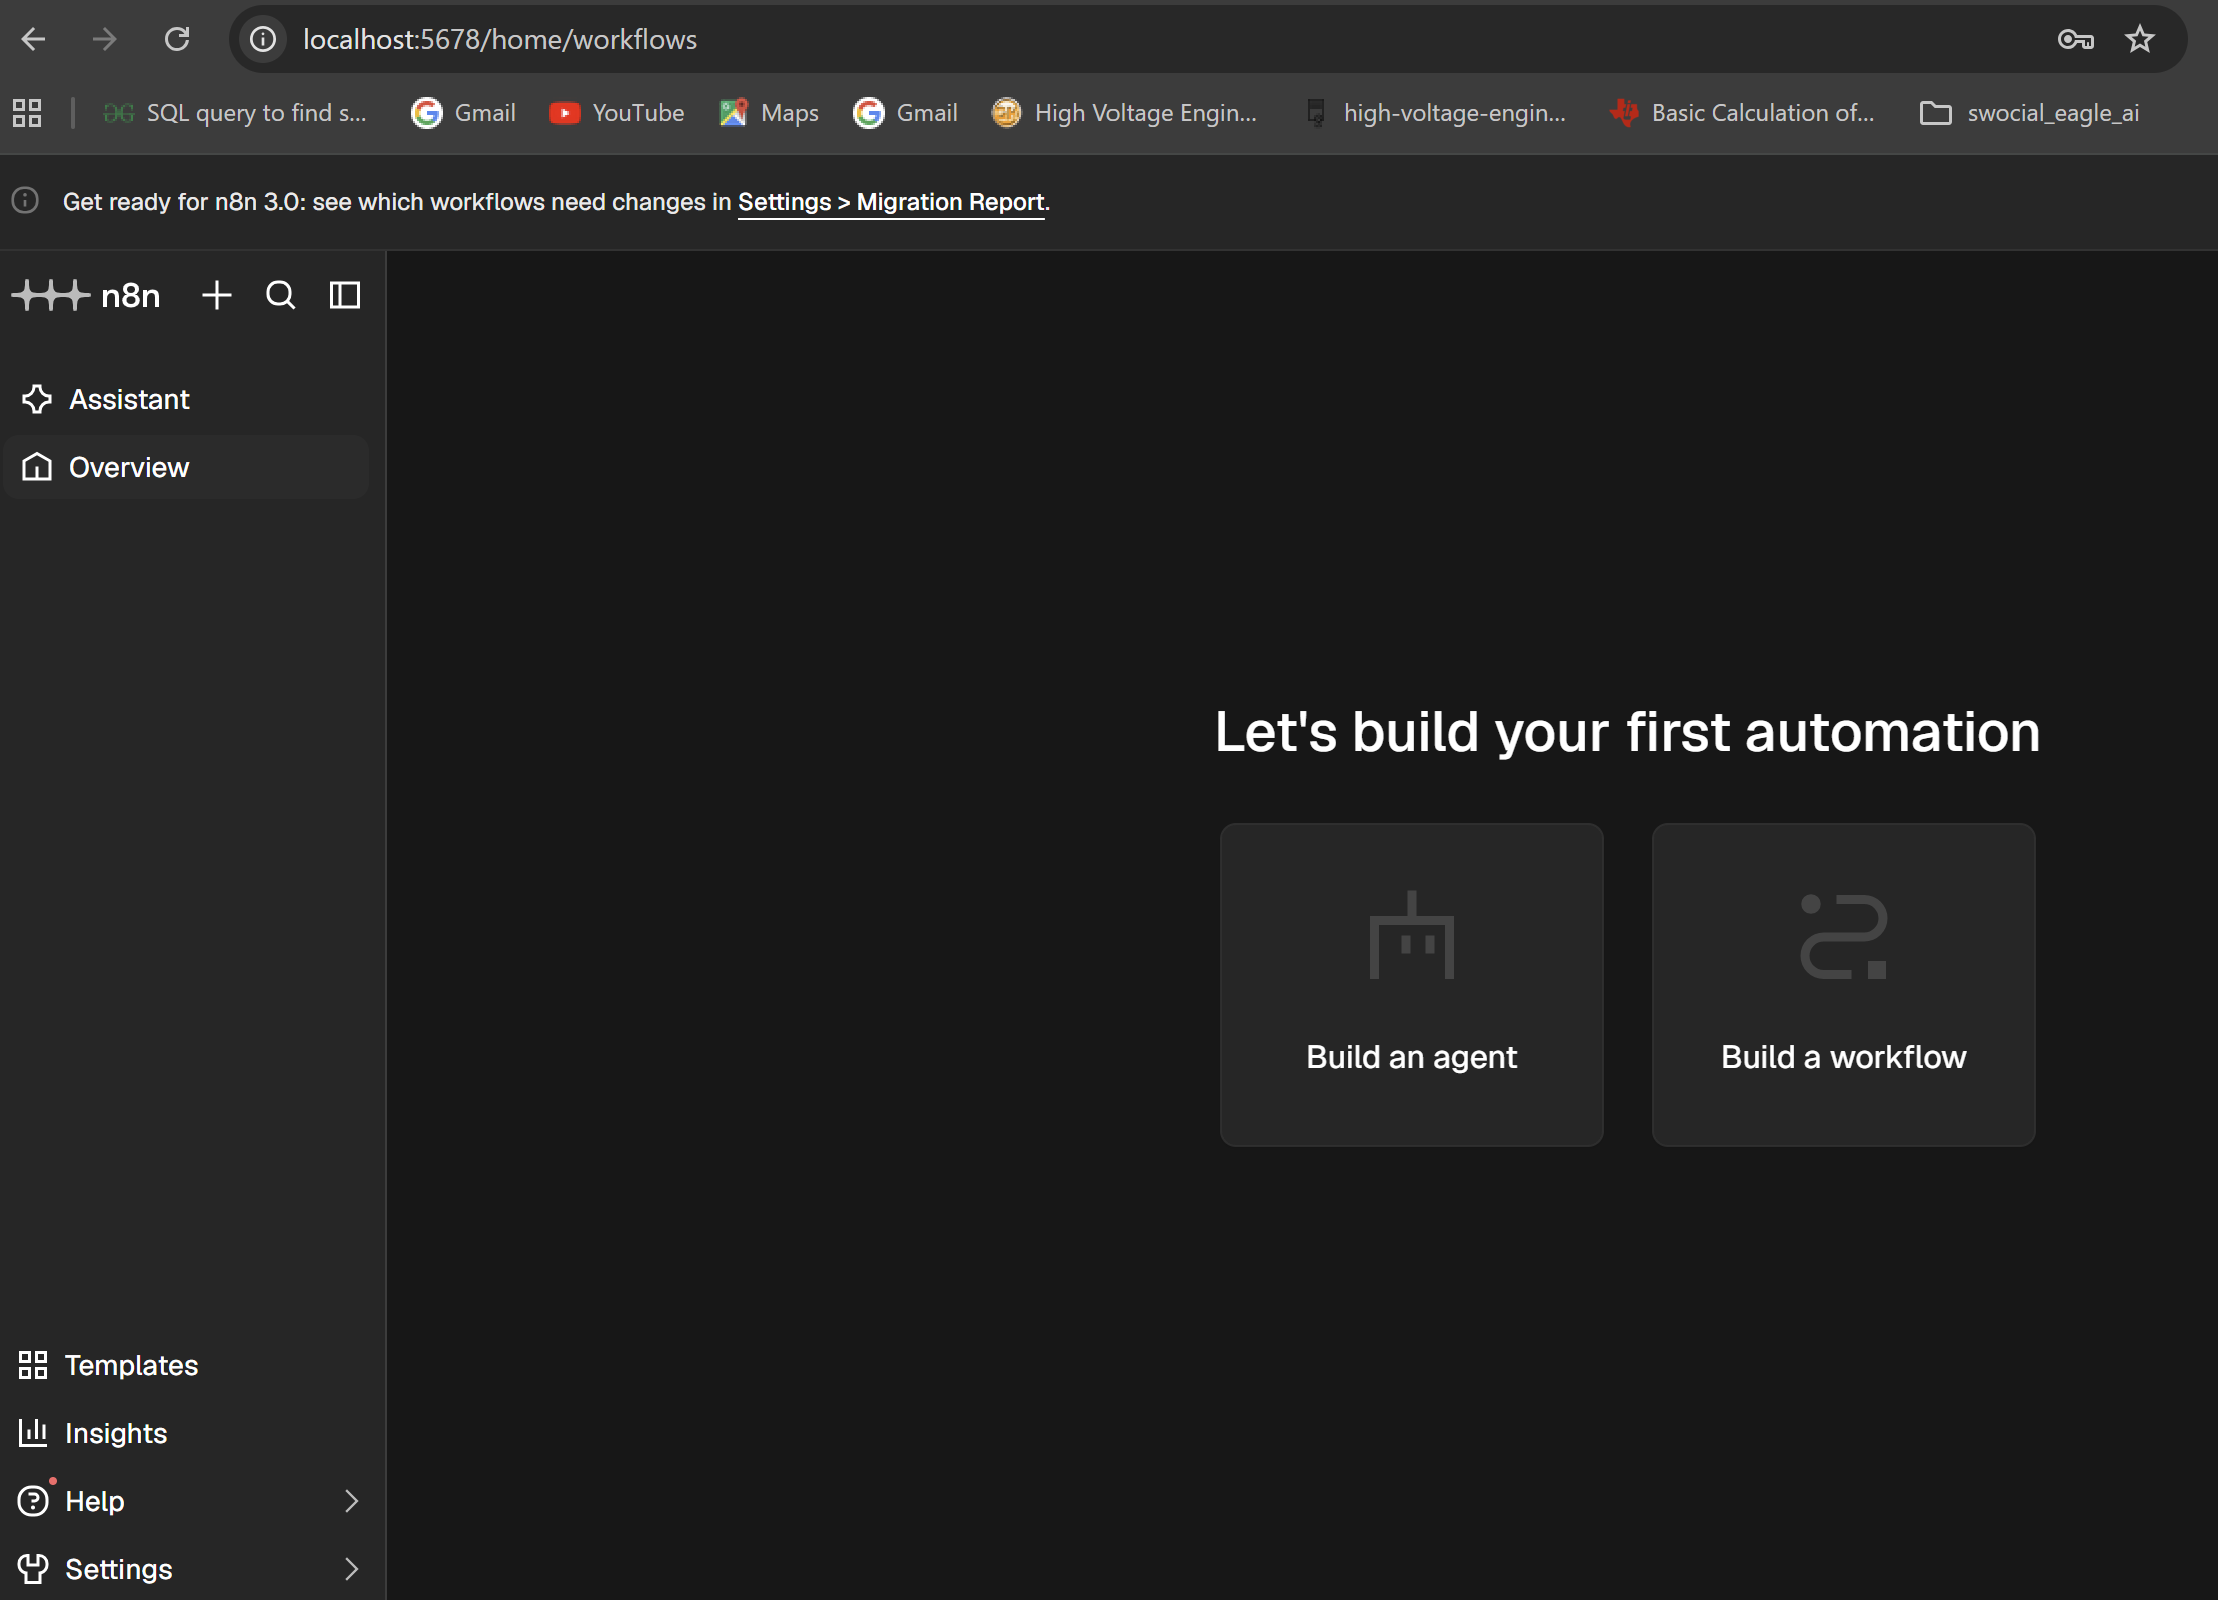 localhost:5678/home/workflows
SQL query to find s... Gmail YouTube Maps Gmail High Voltage Engin... high-voltage-engin... Basic Calculation of... swocial_eagle_ai
Get ready for n8n 3.0: see which workflows need changes in Settings > Migration Report.
n8n
Assistant
Overview
Let's build your first automation
Build an agent Build a workflow
Templates
Insights
Help
Settings